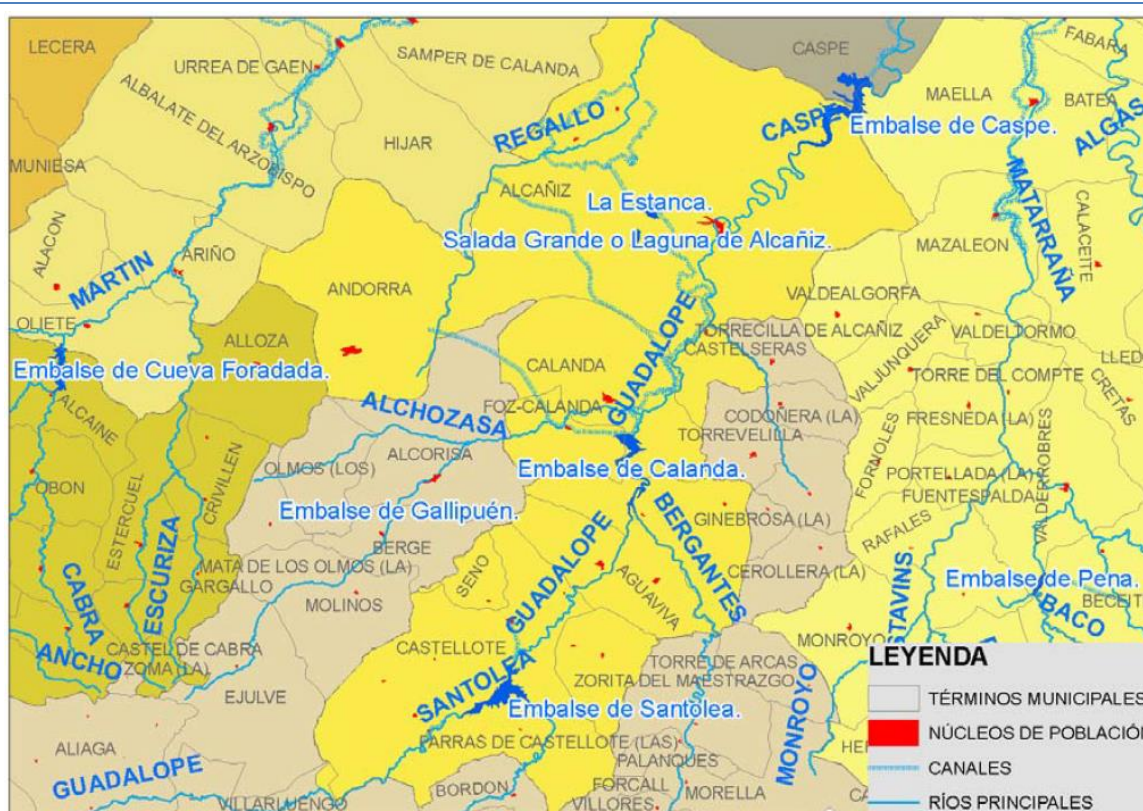 LECERA
URREA DE GAEN
SAMPER DE CALANDA
CASPE
FABARA
ALBALATE DEL ARZOBISPO
REGALLO
CASPE
MAELLA
BATEA
Embalse de Caspe.
ALGAS
MUNIESA
HIJAR
ALCAÑIZ
La Estanca.
MATARRAÑA
CALACEITE
ALACON
ARIÑO
Salada Grande o Laguna de Alcañiz.
MAZALEON
MARTIN
ANDORRA
VALDEALGORFA
OLIETE
ALLOZA
GUADALOPE
TORRECILLA DE ALCAÑIZ
CASTELSERAS
VALJUNQUERA
VALDELTORMO
LLED
Embalse de Cueva Foradada.
CALANDA
TORRE DEL COMPTE
CRETAS
ALCAINE
ALCHOZASA
FOZ-CALANDA
CODOÑERA (LA)
FRESNEDA (LA)
TORREVELILLA
FORNOLES
ALCORISA
OLMOS (LOS)
Embalse de Calanda.
PORTELLADA (LA)
VALDERROBRES
OBON
ESTERCUEL
CRIVILLEN
Embalse de Gallipuén.
FUENTESPALDA
BERGANTES
GINEBROSA (LA)
RAFALES
CABRA
ESCURIZA
BERGE
SENO
GUADALOPE
AGUAVIVA
MATA DE LOS OLMOS (LA)
GARGALLO
CEROLLERA (LA)
Embalse de Pena.
MOLINOS
BECEIT
BACO
ANCHO
CASTEL DE CABRA
ZOMA (LA)
CASTELLOTE
MONROYO
STAVINS
TORRE DE ARCAS
ZORITA DEL MAESTRAZGO
EJULVE
SANTOLEA
Embalse de Santolea.
MONROYO
ALIAGA
PARRAS DE CASTELLOTE (LAS)
PALANQUES
GUADALOPE
VILLARLUENGO
BORDON
FORCALL
VILLORES
MORELLA
LEYENDA
TÉRMINOS MUNICIPALES
NÚCLEOS DE POBLACIÓN
CANALES
RÍOS PRINCIPALES